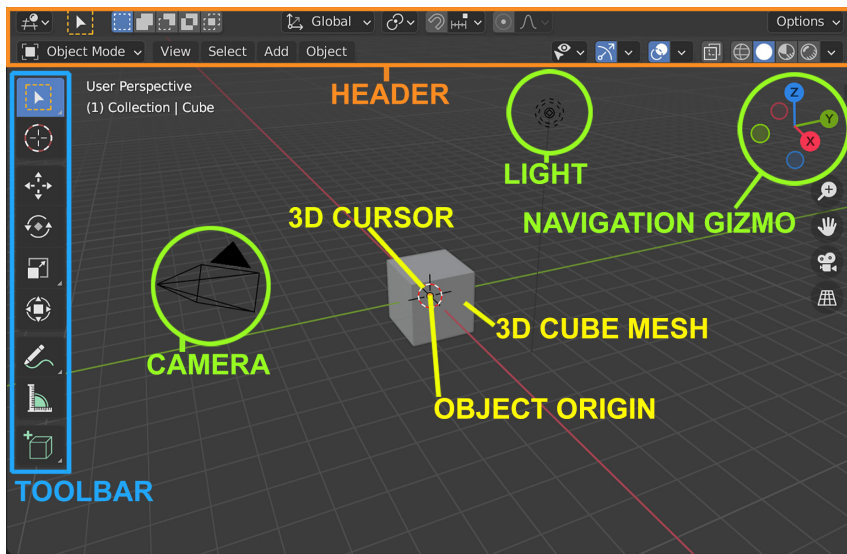 Global
Options
Object Mode
View
Select
Add
Object
User Perspective
(1) Collection | Cube
HEADER
LIGHT
Z
Y
X
NAVIGATION GIZMO
3D CURSOR
CAMERA
3D CUBE MESH
OBJECT ORIGIN
TOOLBAR